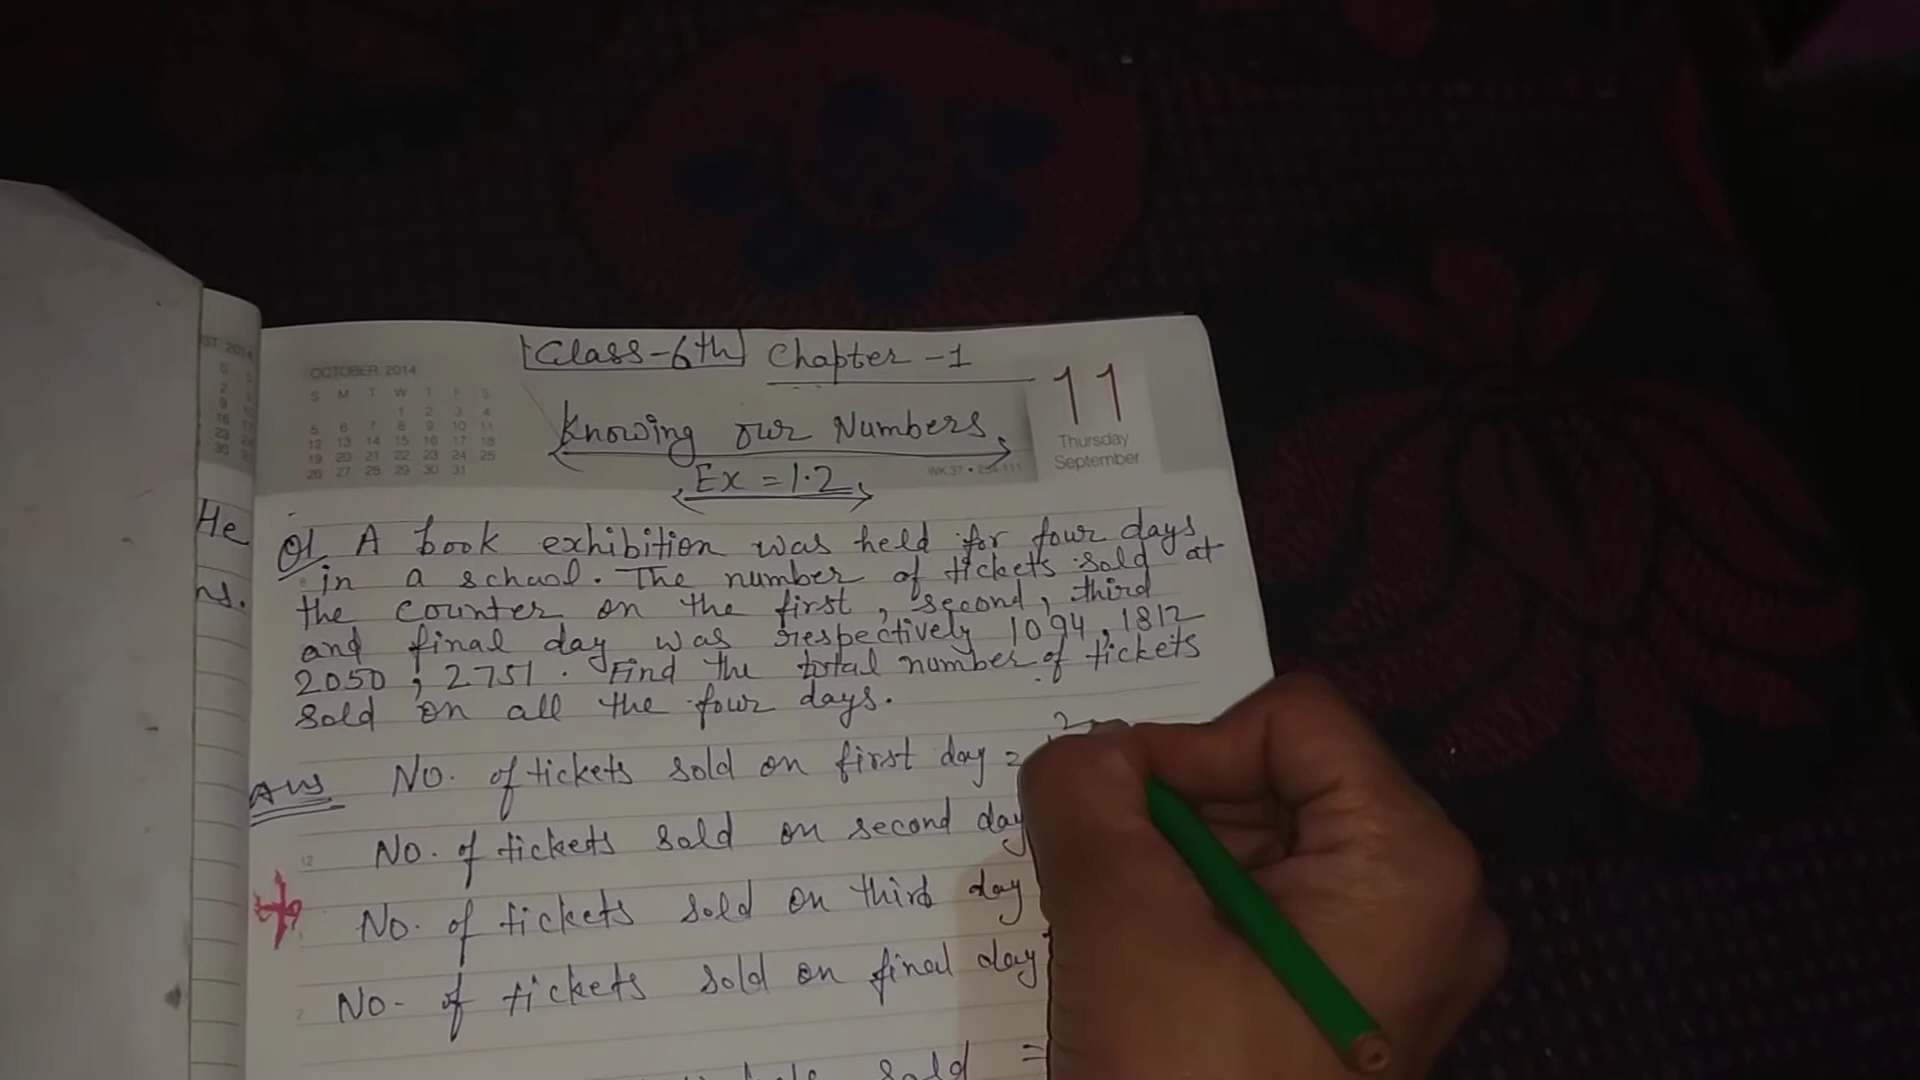 Class-6th Chapter-1
OCTOBER 2014
S M T W T F S
1 2 3 4
5 6 7 8 9 10 11
12 13 14 15 16 17 18
19 20 21 22 23 24 25
26 27 28 29 30 31
11
Thursday
September
Knowing our Numbers
Ex = 1.2
He
ns.
Q1 A book exhibition was held for four days
in a school. The number of tickets sold at
the counter on the first, second, third
and final day was respectively 1094, 1812
2050, 2751. Find the total number of tickets
sold on all the four days.
Ans No. of tickets sold on first day =
No. of tickets sold on second day
12
+ No. of tickets sold on third day
No- of tickets sold on final day
2
sold =